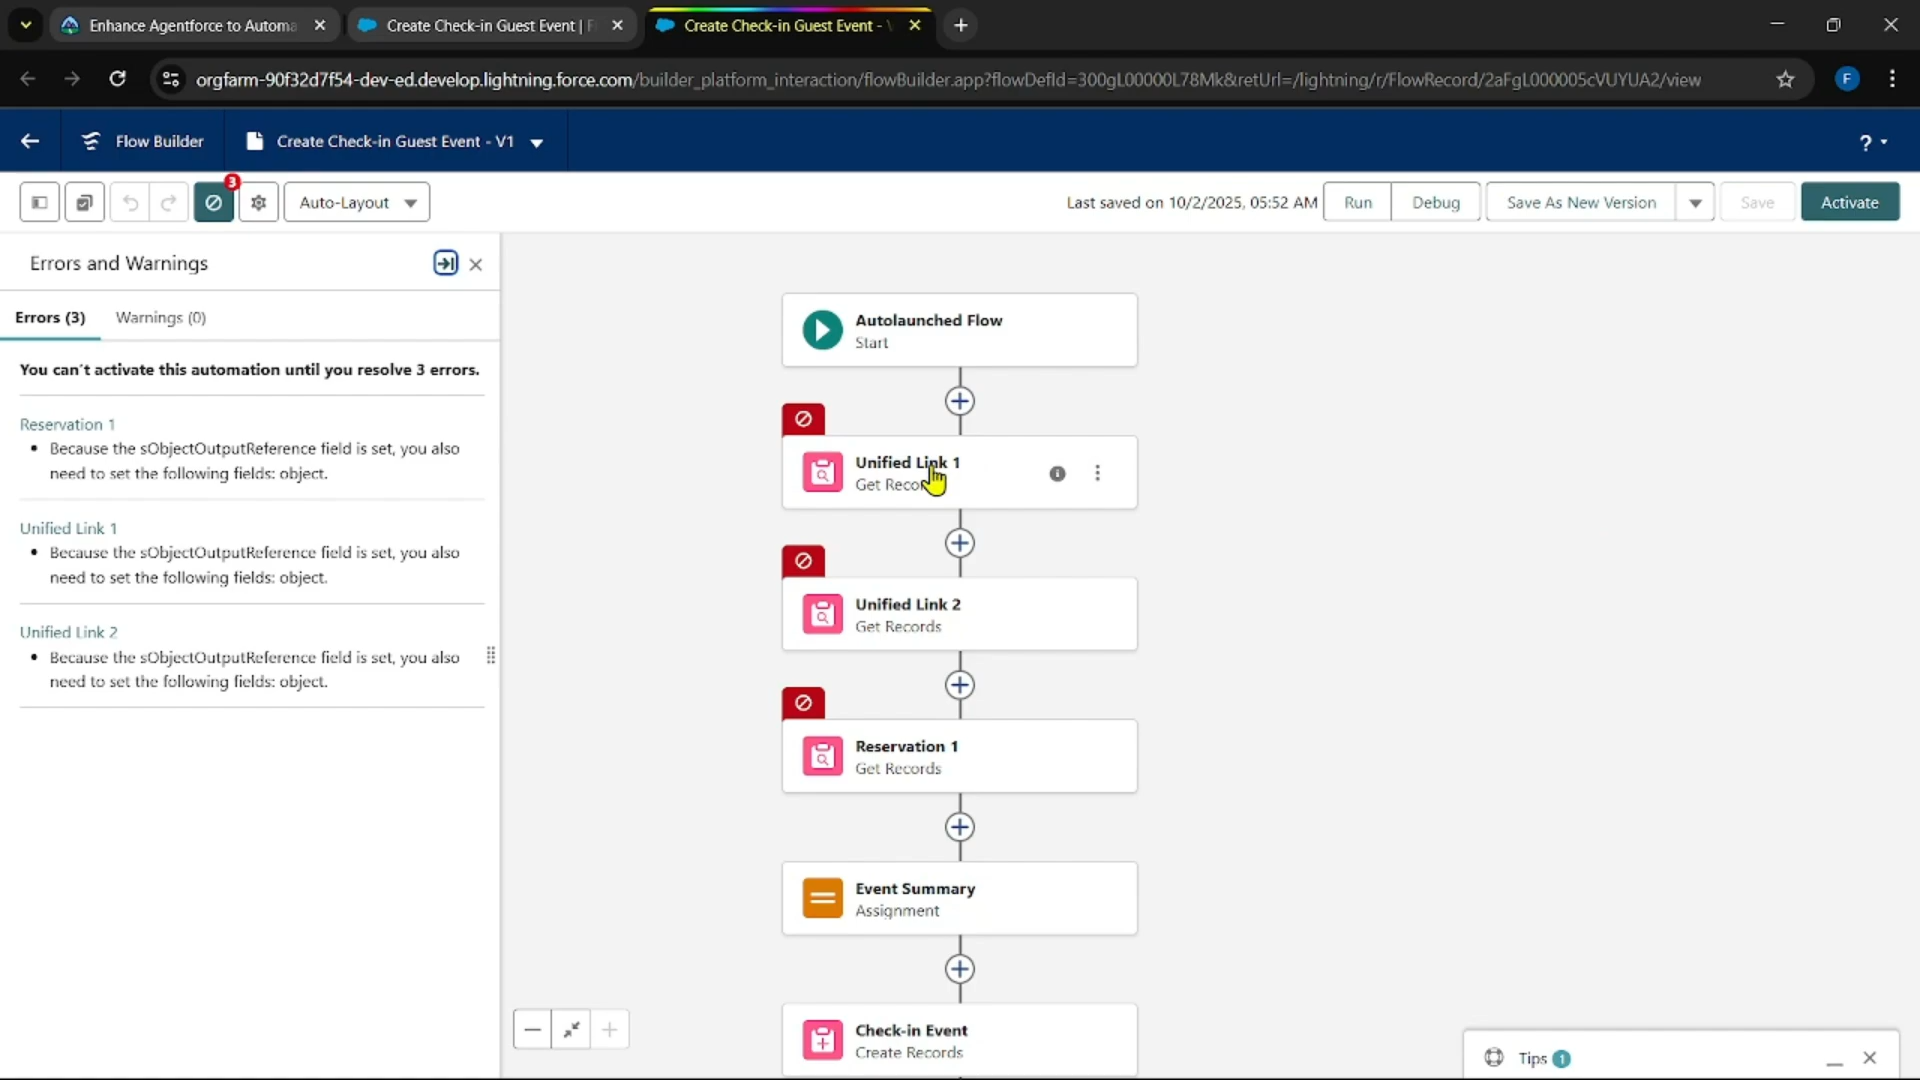 Enhance Agentforce to Automa
Create Check-in Guest Event | F
Create Check-in Guest Event - V
orgfarm-90f32d7f54-dev-ed.develop.lightning.force.com/builder_platform_interaction/flowBuilder.app?flowDefId=300gL00000L78Mk&retUrl=/lightning/r/FlowRecord/2aFgL000005cVUYUA2/view
F
Flow Builder
Create Check-in Guest Event - V1
?
3
Auto-Layout
Last saved on 10/2/2025, 05:52 AM
Run
Debug
Save As New Version
Save
Activate
Errors and Warnings
Errors (3)
Warnings (0)
You can't activate this automation until you resolve 3 errors.
Reservation 1
• Because the sObjectOutputReference field is set, you also
need to set the following fields: object.
Unified Link 1
• Because the sObjectOutputReference field is set, you also
need to set the following fields: object.
Unified Link 2
• Because the sObjectOutputReference field is set, you also
need to set the following fields: object.
Autolaunched Flow
Start
Unified Link 1
Get Records
Unified Link 2
Get Records
Reservation 1
Get Records
Event Summary
Assignment
Check-in Event
Create Records
Tips 1